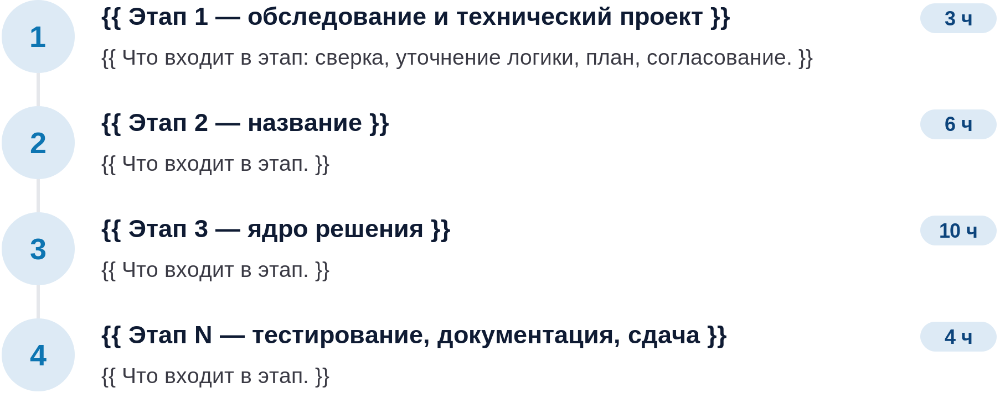 1
{{ Этап 1 — обследование и технический проект }}
3 ч
{{ Что входит в этап: сверка, уточнение логики, план, согласование. }}
2
{{ Этап 2 — название }}
6 ч
{{ Что входит в этап. }}
3
{{ Этап 3 — ядро решения }}
10 ч
{{ Что входит в этап. }}
4
{{ Этап N — тестирование, документация, сдача }}
4 ч
{{ Что входит в этап. }}